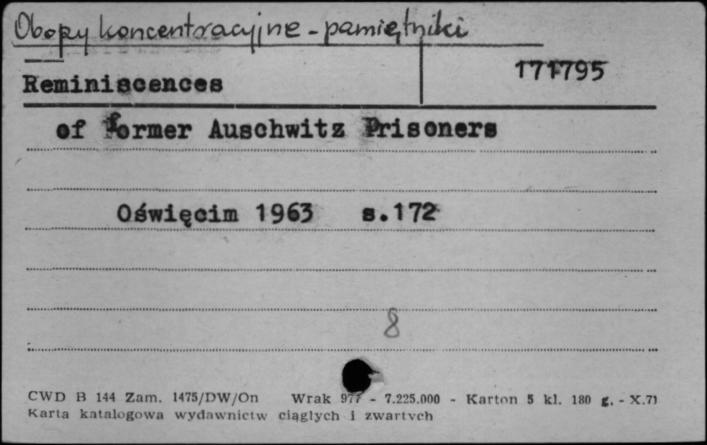 Obozy koncentracyjne - pamiętniki
171795
Reminiscences
of former Auschwitz Prisoners
Oświęcim 1963 s.172
8
CWD B 144 Zam. 1475/DW/On Wrak 977 - 7.225.000 - Karton 5 kl. 180 g. - X.71
Karta katalogowa wydawnictw ciągłych i zwartych